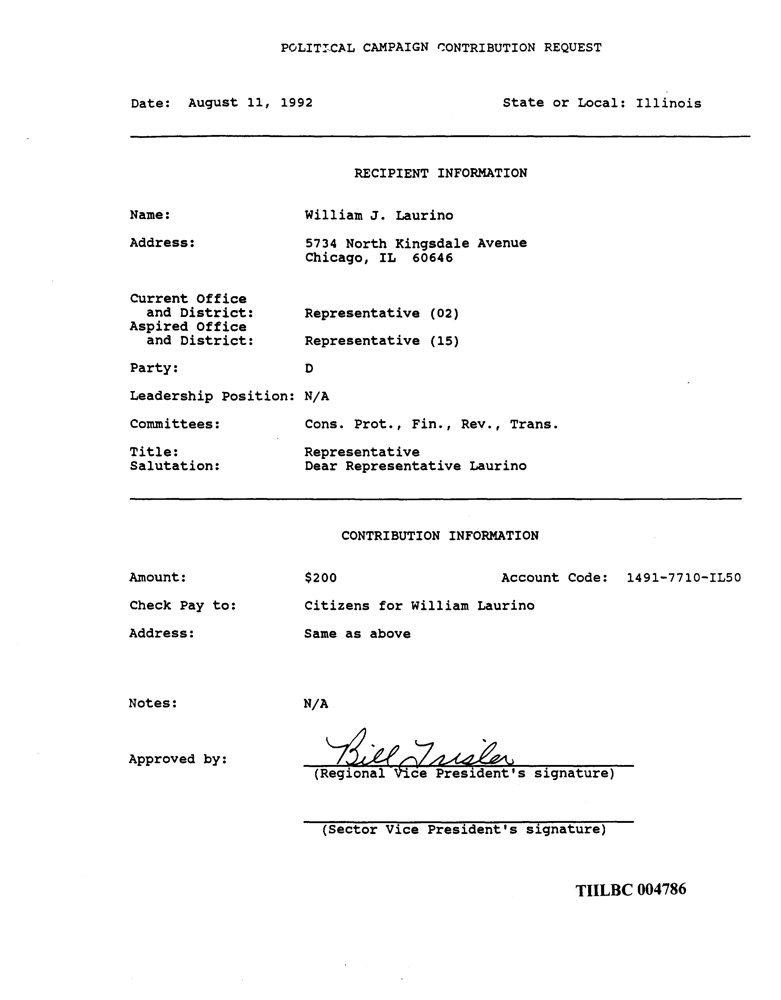 POLITICAL CAMPAIGN CONTRIBUTION REQUEST
Date: August 11, 1992 State or Local: Illinois
RECIPIENT INFORMATION
Name: William J. Laurino
Address: 5734 North Kingsdale Avenue
Chicago, IL 60646
Current Office
and District: Representative (02)
Aspired Office
and District: Representative (15)
Party: D
Leadership Position: N/A
Committees: Cons. Prot., Fin., Rev., Trans.
Title: Representative
Salutation: Dear Representative Laurino
CONTRIBUTION INFORMATION
Amount: $200 Account Code: 1491-7710-IL50
Check Pay to: Citizens for William Laurino
Address: Same as above
Notes: N/A
Approved by: Bill Trisler
(Regional Vice President's signature)
(Sector Vice President's signature)
TIILBC 004786